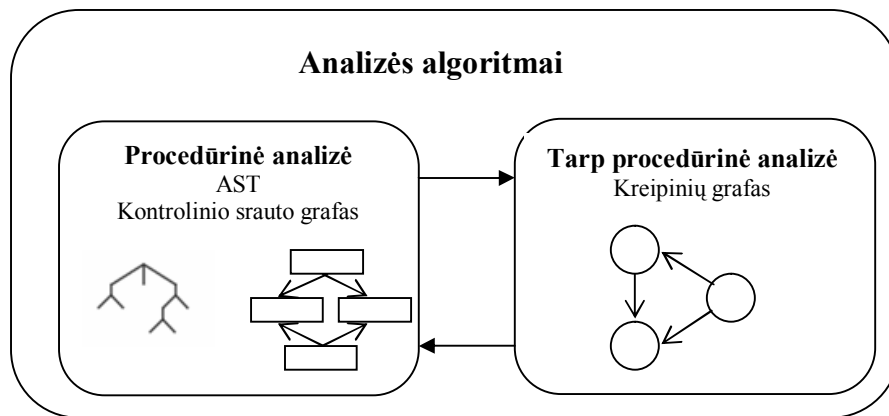 Analizės algoritmai
Procedūrinė analizė
AST
Kontrolinio srauto grafas
Tarp procedūrinė analizė
Kreipinių grafas